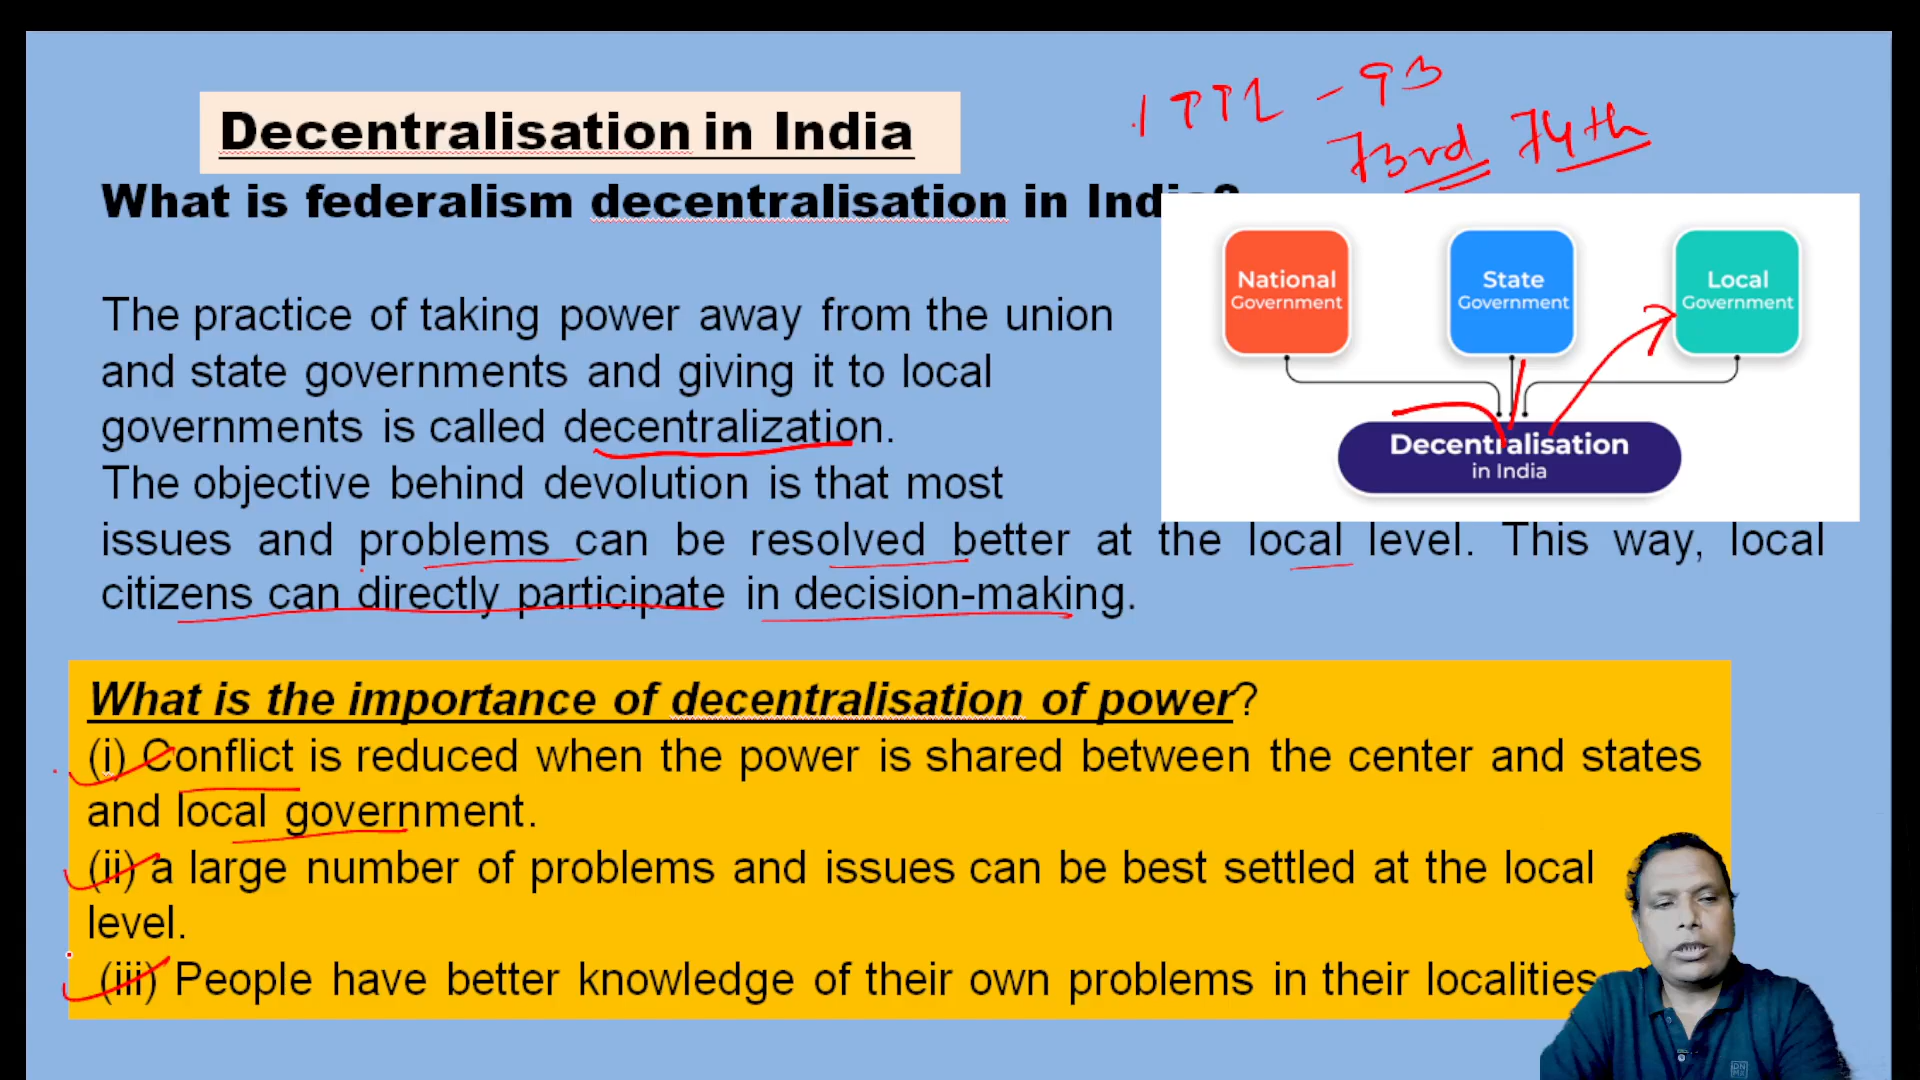 1992 - 93
73rd 74th
Decentralisation in India
What is federalism decentralisation in India?
National
Government
State
Government
Local
Government
Decentralisation
in India
The practice of taking power away from the union
and state governments and giving it to local
governments is called decentralization.
The objective behind devolution is that most
issues and problems can be resolved better at the local level. This way, local
citizens can directly participate in decision-making.
What is the importance of decentralisation of power?
(i) Conflict is reduced when the power is shared between the center and states
and local government.
(ii) a large number of problems and issues can be best settled at the local
level.
(iii) People have better knowledge of their own problems in their localities